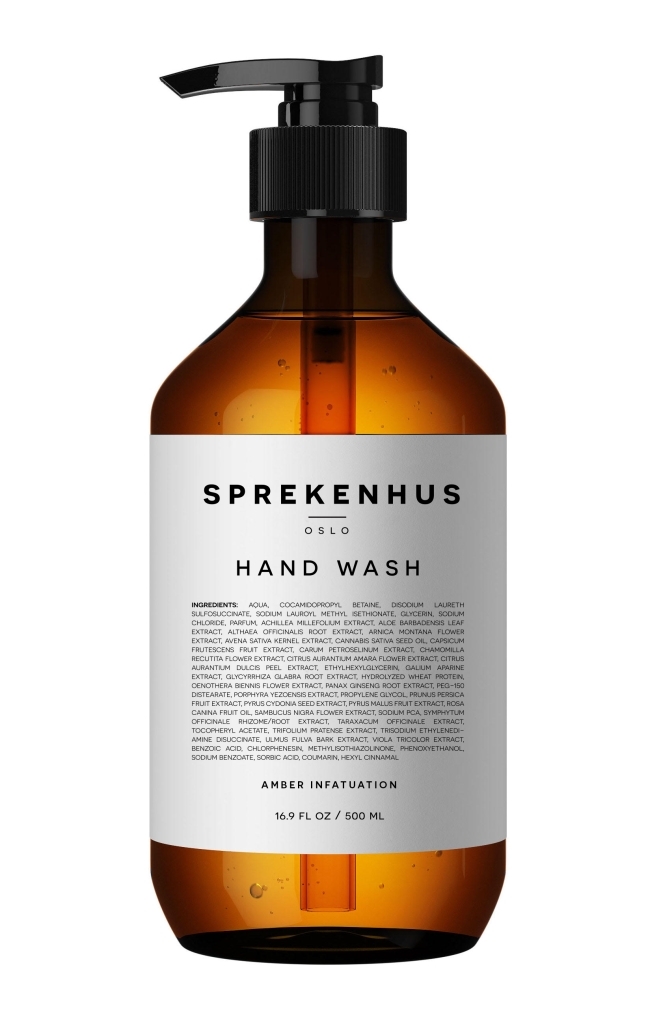 SPREKENHUS
OSLO
HAND WASH
INGREDIENTS: AQUA, COCAMIDOPROPYL BETAINE, DISODIUM LAURETH
SULFOSUCCINATE, SODIUM LAUROYL METHYL ISETHIONATE, GLYCERIN, SODIUM
CHLORIDE, PARFUM, ACHILLEA MILLEFOLIUM EXTRACT, ALOE BARBADENSIS LEAF
EXTRACT, ALTHAEA OFFICINALIS ROOT EXTRACT, ARNICA MONTANA FLOWER
EXTRACT, AVENA SATIVA KERNEL EXTRACT, CANNABIS SATIVA SEED OIL, CAPSICUM
FRUTESCENS FRUIT EXTRACT, CARUM PETROSELINUM EXTRACT, CHAMOMILLA
RECUTITA FLOWER EXTRACT, CITRUS AURANTIUM AMARA FLOWER EXTRACT, CITRUS
AURANTIUM DULCIS PEEL EXTRACT, ETHYLHEXYLGLYCERIN, GALIUM APARINE
EXTRACT, GLYCYRRHIZA GLABRA ROOT EXTRACT, HYDROLYZED WHEAT PROTEIN,
OENOTHERA BIENNIS FLOWER EXTRACT, PANAX GINSENG ROOT EXTRACT, PEG-150
DISTEARATE, PORPHYRA YEZOENSIS EXTRACT, PROPYLENE GLYCOL, PRUNUS PERSICA
FRUIT EXTRACT, PYRUS CYDONIA SEED EXTRACT, PYRUS MALUS FRUIT EXTRACT, ROSA
CANINA FRUIT OIL, SAMBUCUS NIGRA FLOWER EXTRACT, SODIUM PCA, SYMPHYTUM
OFFICINALE RHIZOME/ROOT EXTRACT, TARAXACUM OFFICINALE EXTRACT,
TOCOPHERYL ACETATE, TRIFOLIUM PRATENSE EXTRACT, TRISODIUM ETHYLENEDI-
AMINE DISUCCINATE, ULMUS FULVA BARK EXTRACT, VIOLA TRICOLOR EXTRACT,
BENZOIC ACID, CHLORPHENESIN, METHYLISOTHIAZOLINONE, PHENOXYETHANOL,
SODIUM BENZOATE, SORBIC ACID, COUMARIN, HEXYL CINNAMAL
AMBER INFATUATION
16.9 FL OZ / 500 ML